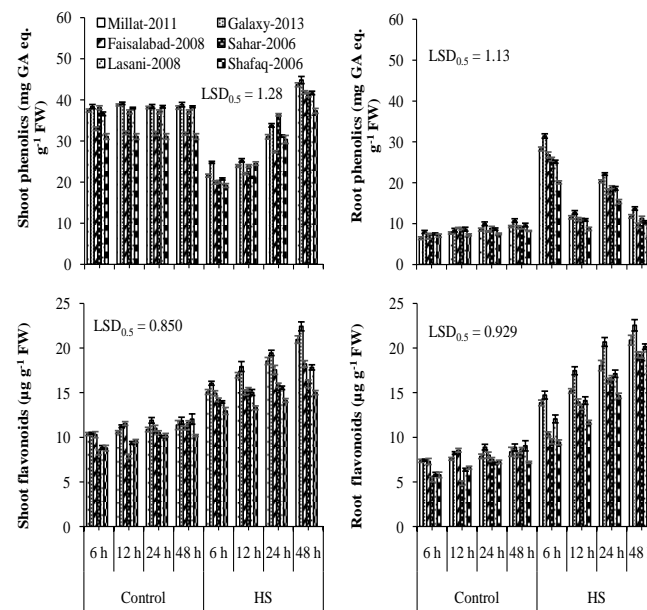 Millat-2011 Galaxy-2013
Faisalabad-2008 Sahar-2006
Lasani-2008 Shafaq-2006
Shoot phenolics (mg GA eq. g-1 FW)
60
50
40
30
20
10
0
LSD0.5 = 1.28
Root phenolics (mg GA eq. g-1 FW)
60
50
40
30
20
10
0
LSD0.5 = 1.13
Shoot flavonoids (µg g-1 FW)
25
20
15
10
5
0
LSD0.5 = 0.850
6 h 12 h 24 h 48 h 6 h 12 h 24 h 48 h
Control HS
Root flavonoids (µg g-1 FW)
25
20
15
10
5
0
LSD0.5 = 0.929
6 h 12 h 24 h 48 h 6 h 12 h 24 h 48
Control HS